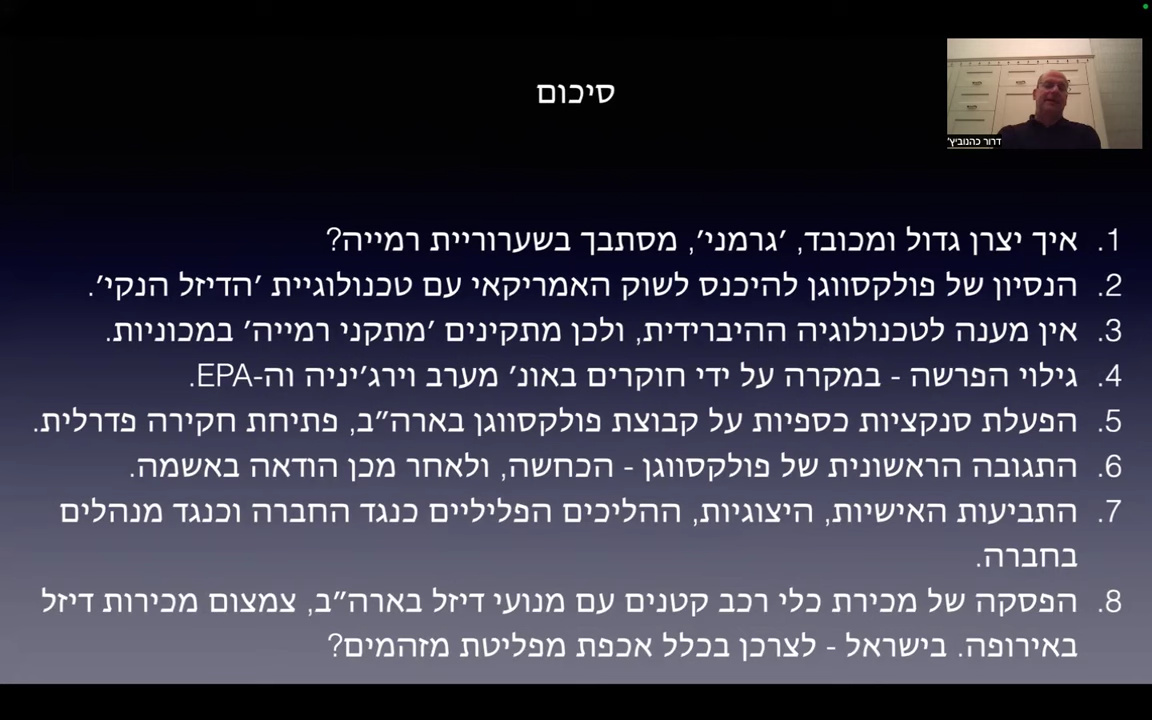 סיכום
דרור כהנוביץ'
1. איך יצרן גדול ומכובד, 'גרמני', מסתבך בשערוריית רמייה?
2. הנסיון של פולקסווגן להיכנס לשוק האמריקאי עם טכנולוגיית 'הדיזל הנקי'.
3. אין מענה לטכנולוגיה ההיברידית, ולכן מתקינים 'מתקני רמייה' במכוניות.
4. גילוי הפרשה - במקרה על ידי חוקרים באונ' מערב וירג'יניה וה-EPA.
5. הפעלת סנקציות כספיות על קבוצת פולקסווגן בארה"ב, פתיחת חקירה פדרלית.
6. התגובה הראשונית של פולקסווגן - הכחשה, ולאחר מכן הודאה באשמה.
7. התביעות האישיות, היצוגיות, ההליכים הפליליים כנגד החברה וכנגד מנהלים
בחברה.
8. הפסקה של מכירת כלי רכב קטנים עם מנועי דיזל בארה"ב, צמצום מכירות דיזל
באירופה. בישראל - לצרכן בכלל אכפת מפליטת מזהמים?